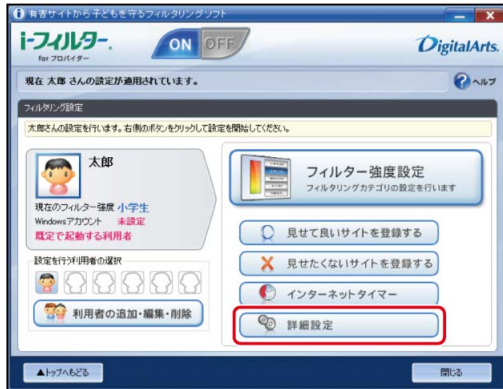 有害サイトから子どもを守るフィルタリングソフト
i-フィルター®
for プロバイダー
ON OFF
DigitalArts.
現在 太郎 さんの設定が適用されています。
ヘルプ
フィルタリング設定
太郎さんの設定を行います。右側のボタンをクリックして設定を開始してください。
太郎
現在のフィルター強度 小学生
Windowsアカウント 未設定
既定で起動する利用者
設定を行う利用者の選択
利用者の追加・編集・削除
フィルター強度設定
フィルタリングカテゴリの設定を行います
見せて良いサイトを登録する
見せたくないサイトを登録する
インターネットタイマー
詳細設定
▲トップへもどる
閉じる